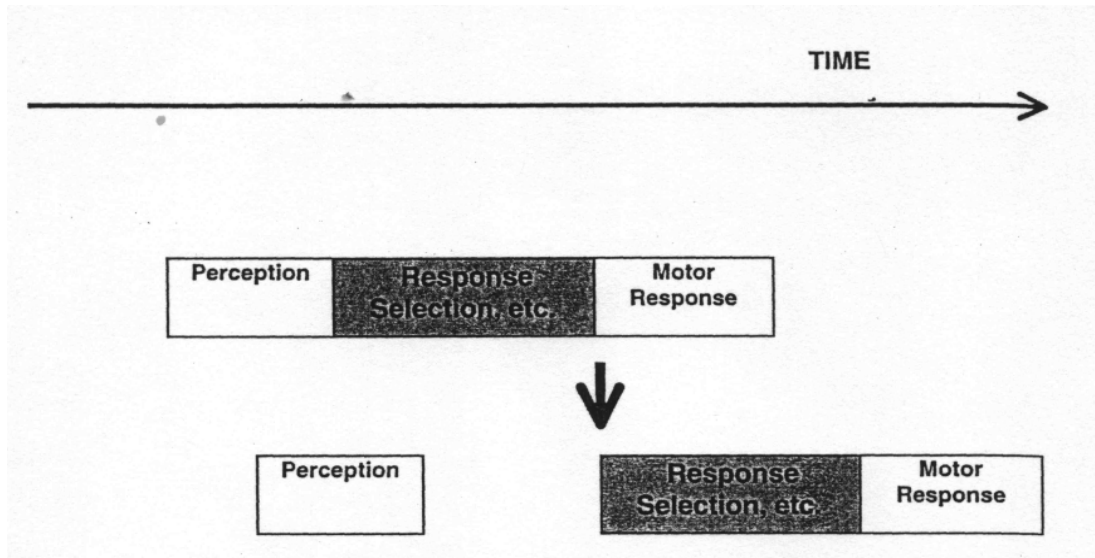 TIME
Perception
Response
Selection, etc.
Motor
Response
Perception
Response
Selection, etc.
Motor
Response